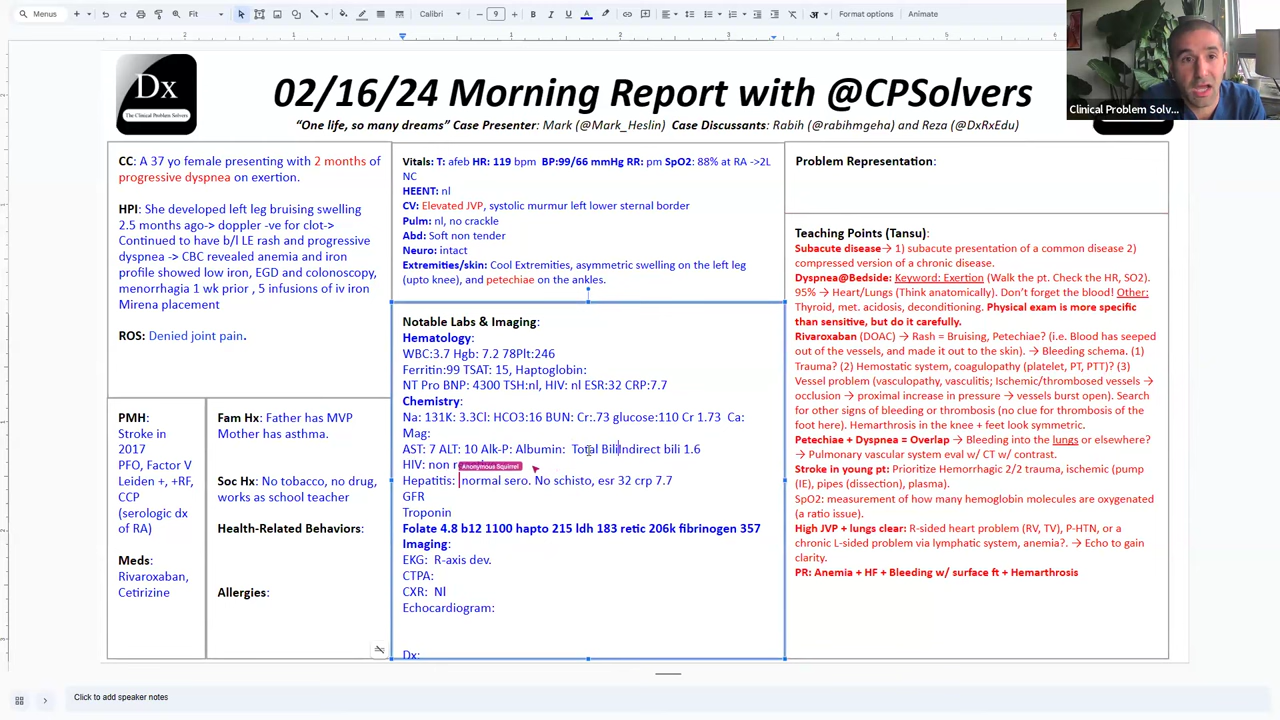 Menus
Fit
Calibri
9
B I U A
Format options
Animate
2 1 1 2 3 4 5 6
Dx
The Clinical Problem Solvers
02/16/24 Morning Report with @CPSolvers
“One life, so many dreams” Case Presenter: Mark (@Mark_Heslin) Case Discussants: Rabih (@rabihmgeha) and Reza (@DxRxEdu)
Clinical Problem Solv...
CC: A 37 yo female presenting with 2 months of
progressive dyspnea on exertion.
HPI: She developed left leg bruising swelling
2.5 months ago-> doppler -ve for clot->
Continued to have b/l LE rash and progressive
dyspnea -> CBC revealed anemia and iron
profile showed low iron, EGD and colonoscopy,
menorrhagia 1 wk prior , 5 infusions of iv iron
Mirena placement
ROS: Denied joint pain.
PMH:
Stroke in
2017
PFO, Factor V
Leiden +, +RF,
CCP
(serologic dx
of RA)
Meds:
Rivaroxaban,
Cetirizine
Fam Hx: Father has MVP
Mother has asthma.
Soc Hx: No tobacco, no drug,
works as school teacher
Health-Related Behaviors:
Allergies:
Vitals: T: afeb HR: 119 bpm BP:99/66 mmHg RR: pm SpO2: 88% at RA ->2L
NC
HEENT: nl
CV: Elevated JVP, systolic murmur left lower sternal border
Pulm: nl, no crackle
Abd: Soft non tender
Neuro: intact
Extremities/skin: Cool Extremities, asymmetric swelling on the left leg
(upto knee), and petechiae on the ankles.
Notable Labs & Imaging:
Hematology:
WBC:3.7 Hgb: 7.2 78Plt:246
Ferritin:99 TSAT: 15, Haptoglobin:
NT Pro BNP: 4300 TSH:nl, HIV: nl ESR:32 CRP:7.7
Chemistry:
Na: 131K: 3.3Cl: HCO3:16 BUN: Cr:.73 glucose:110 Cr 1.73 Ca:
Mag:
AST: 7 ALT: 10 Alk-P: Albumin: Total BiliIndirect bili 1.6
HIV: non
Anonymous Squirrel
Hepatitis: normal sero. No schisto, esr 32 crp 7.7
GFR
Troponin
Folate 4.8 b12 1100 hapto 215 ldh 183 retic 206k fibrinogen 357
Imaging:
EKG: R-axis dev.
CTPA:
CXR: Nl
Echocardiogram:
Dx:
Problem Representation:
Teaching Points (Tansu):
Subacute disease→ 1) subacute presentation of a common disease 2)
compressed version of a chronic disease.
Dyspnea@Bedside: Keyword: Exertion (Walk the pt. Check the HR, SO2).
95% → Heart/Lungs (Think anatomically). Don’t forget the blood! Other:
Thyroid, met. acidosis, deconditioning. Physical exam is more specific
than sensitive, but do it carefully.
Rivaroxaban (DOAC) → Rash = Bruising, Petechiae? (i.e. Blood has seeped
out of the vessels, and made it out to the skin). → Bleeding schema. (1)
Trauma? (2) Hemostatic system, coagulopathy (platelet, PT, PTT)? (3)
Vessel problem (vasculopathy, vasculitis; Ischemic/thrombosed vessels →
occlusion → proximal increase in pressure → vessels burst open). Search
for other signs of bleeding or thrombosis (no clue for thrombosis of the
foot here). Hemarthrosis in the knee + feet look symmetric.
Petechiae + Dyspnea = Overlap → Bleeding into the lungs or elsewhere?
→ Pulmonary vascular system eval w/ CT w/ contrast.
Stroke in young pt: Prioritize Hemorrhagic 2/2 trauma, ischemic (pump
(IE), pipes (dissection), plasma).
SpO2: measurement of how many hemoglobin molecules are oxygenated
(a ratio issue).
High JVP + lungs clear: R-sided heart problem (RV, TV), P-HTN, or a
chronic L-sided problem via lymphatic system, anemia?. → Echo to gain
clarity.
PR: Anemia + HF + Bleeding w/ surface ft + Hemarthrosis
Click to add speaker notes